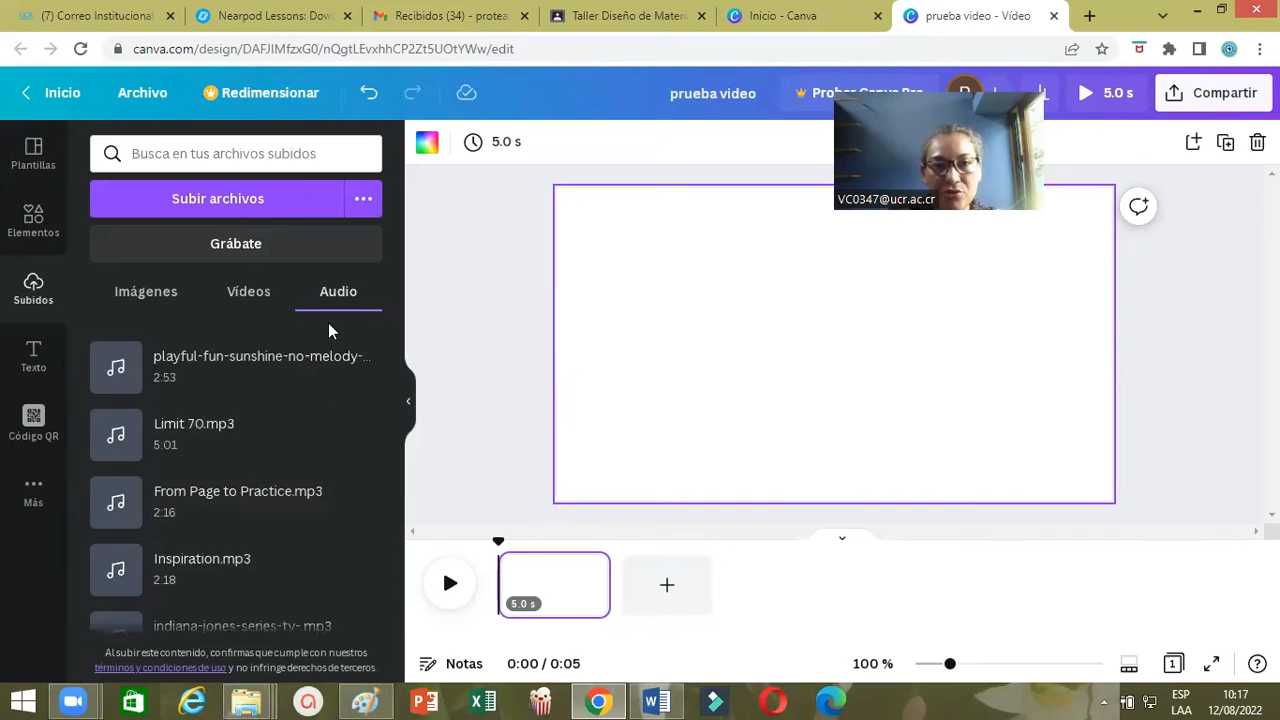 (7) Correo Institucional
Nearpod Lessons: Dow
Recibidos (34) - protea
Taller Diseño de Materi
Inicio - Canva
prueba video - Vídeo
canva.com/design/DAFJIMfzxG0/nQgtLEvxhhCP2Zt5UOtYWw/edit
Inicio
Archivo
Redimensionar
prueba video
Probar Canva Pro
5.0 s
Compartir
Plantillas
Elementos
Subidos
Texto
Código QR
Más
Busca en tus archivos subidos
Subir archivos
Grábate
Imágenes
Vídeos
Audio
playful-fun-sunshine-no-melody-...
2:53
Limit 70.mp3
5:01
From Page to Practice.mp3
2:16
Inspiration.mp3
2:18
indiana-jones-series-tv-.mp3
Al subir este contenido, confirmas que cumple con nuestros
términos y condiciones de uso y no infringe derechos de terceros.
5.0 s
VC0347@ucr.ac.cr
5.0 s
Notas
0:00 / 0:05
100 %
1
ESP
LAA
10:17
12/08/2022